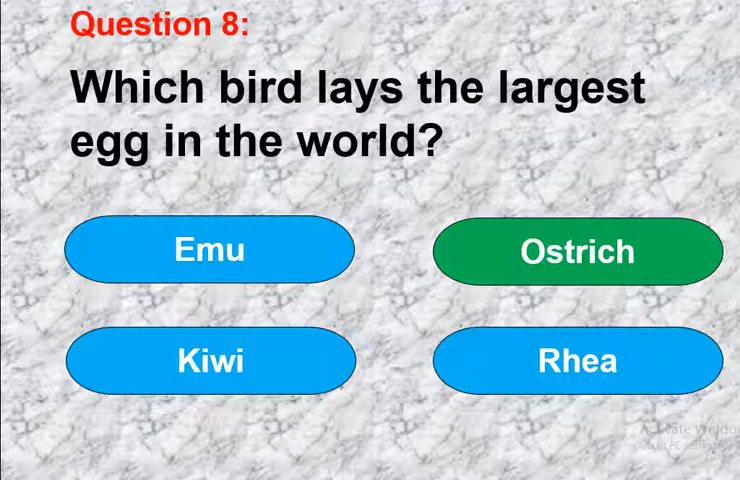 Question 8:
Which bird lays the largest
egg in the world?
Emu
Ostrich
Kiwi
Rhea